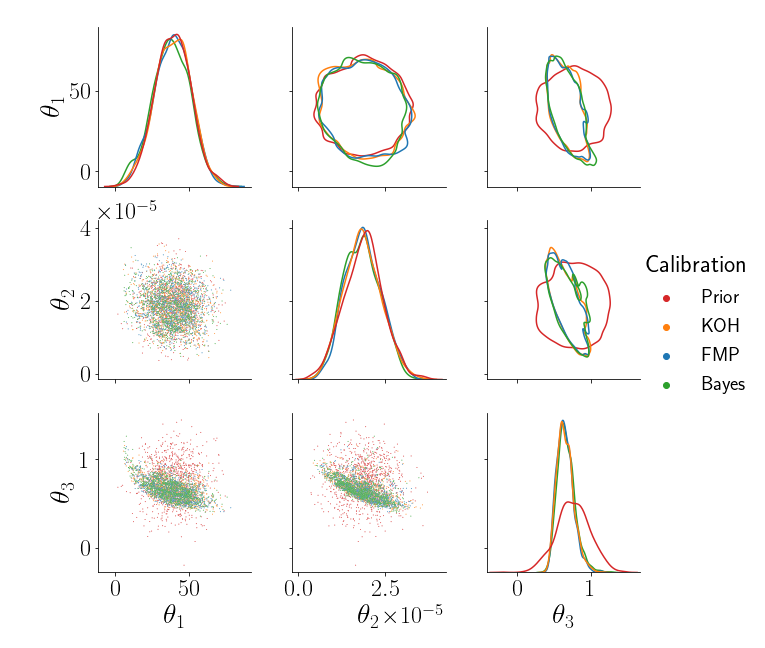 θ₁
50
0
×10⁻⁵
θ₂
4
2
0
Calibration
Prior
KOH
FMP
Bayes
θ₃
1
0
0 50
0.0 2.5
0 1
θ₁
θ₂×10⁻⁵
θ₃